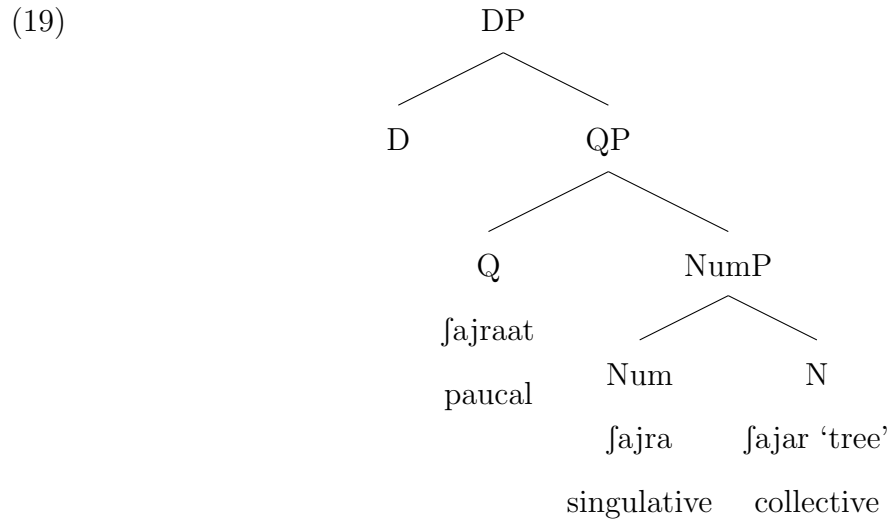 (19)
DP
D QP
Q NumP
ʃajraat
Num N
paucal
ʃajra ʃajar ‘tree’
singulative collective